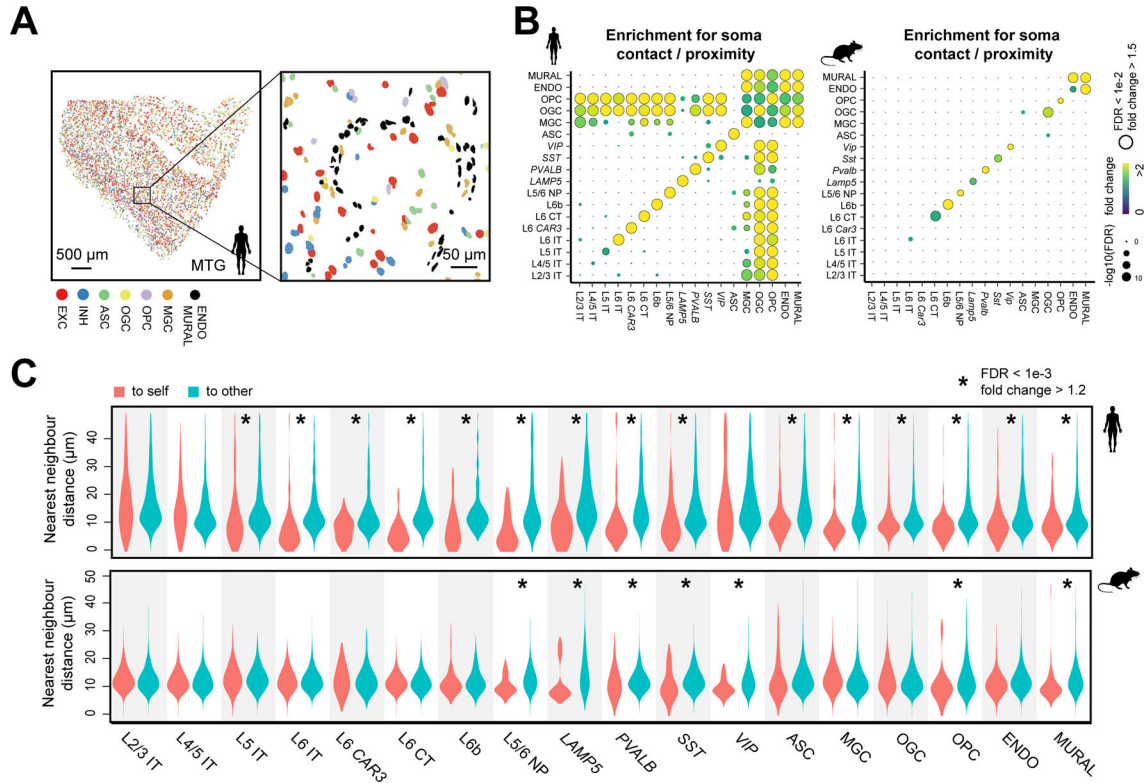 A
500 µm
MTG
50 µm
EXC
INH
ASC
OGC
OPC
MGC
MURAL
ENDO
B
Enrichment for soma
contact / proximity
MURAL
ENDO
OPC
OGC
MGC
ASC
VIP
SST
PVALB
LAMP5
L5/6 NP
L6b
L6 CT
L6 CAR3
L6 IT
L5 IT
L4/5 IT
L2/3 IT
L2/3 IT
L4/5 IT
L5 IT
L6 IT
L6 CAR3
L6 CT
L6b
L5/6 NP
LAMP5
PVALB
SST
VIP
ASC
MGC
OGC
OPC
ENDO
MURAL
Enrichment for soma
contact / proximity
MURAL
ENDO
OPC
OGC
MGC
ASC
Vip
Sst
Pvalb
Lamp5
L5/6 NP
L6b
L6 CT
L6 Car3
L6 IT
L5 IT
L4/5 IT
L2/3 IT
L2/3 IT
L4/5 IT
L5 IT
L6 IT
L6 Car3
L6 CT
L6b
L5/6 NP
Lamp5
Pvalb
Sst
Vip
ASC
MGC
OGC
OPC
ENDO
MURAL
FDR < 1e-2
fold change > 1.5
fold change
0
>2
-log10(FDR)
0
10
C
to self
to other
* FDR < 1e-3
fold change > 1.2
Nearest neighbour
distance (µm)
40
30
20
10
0
* * * * * * * * * * * * * * *
Nearest neighbour
distance (µm)
50
40
30
20
10
0
* * * * * * *
L2/3 IT
L4/5 IT
L5 IT
L6 IT
L6 CAR3
L6 CT
L6b
L5/6 NP
LAMP5
PVALB
SST
VIP
ASC
MGC
OGC
OPC
ENDO
MURAL